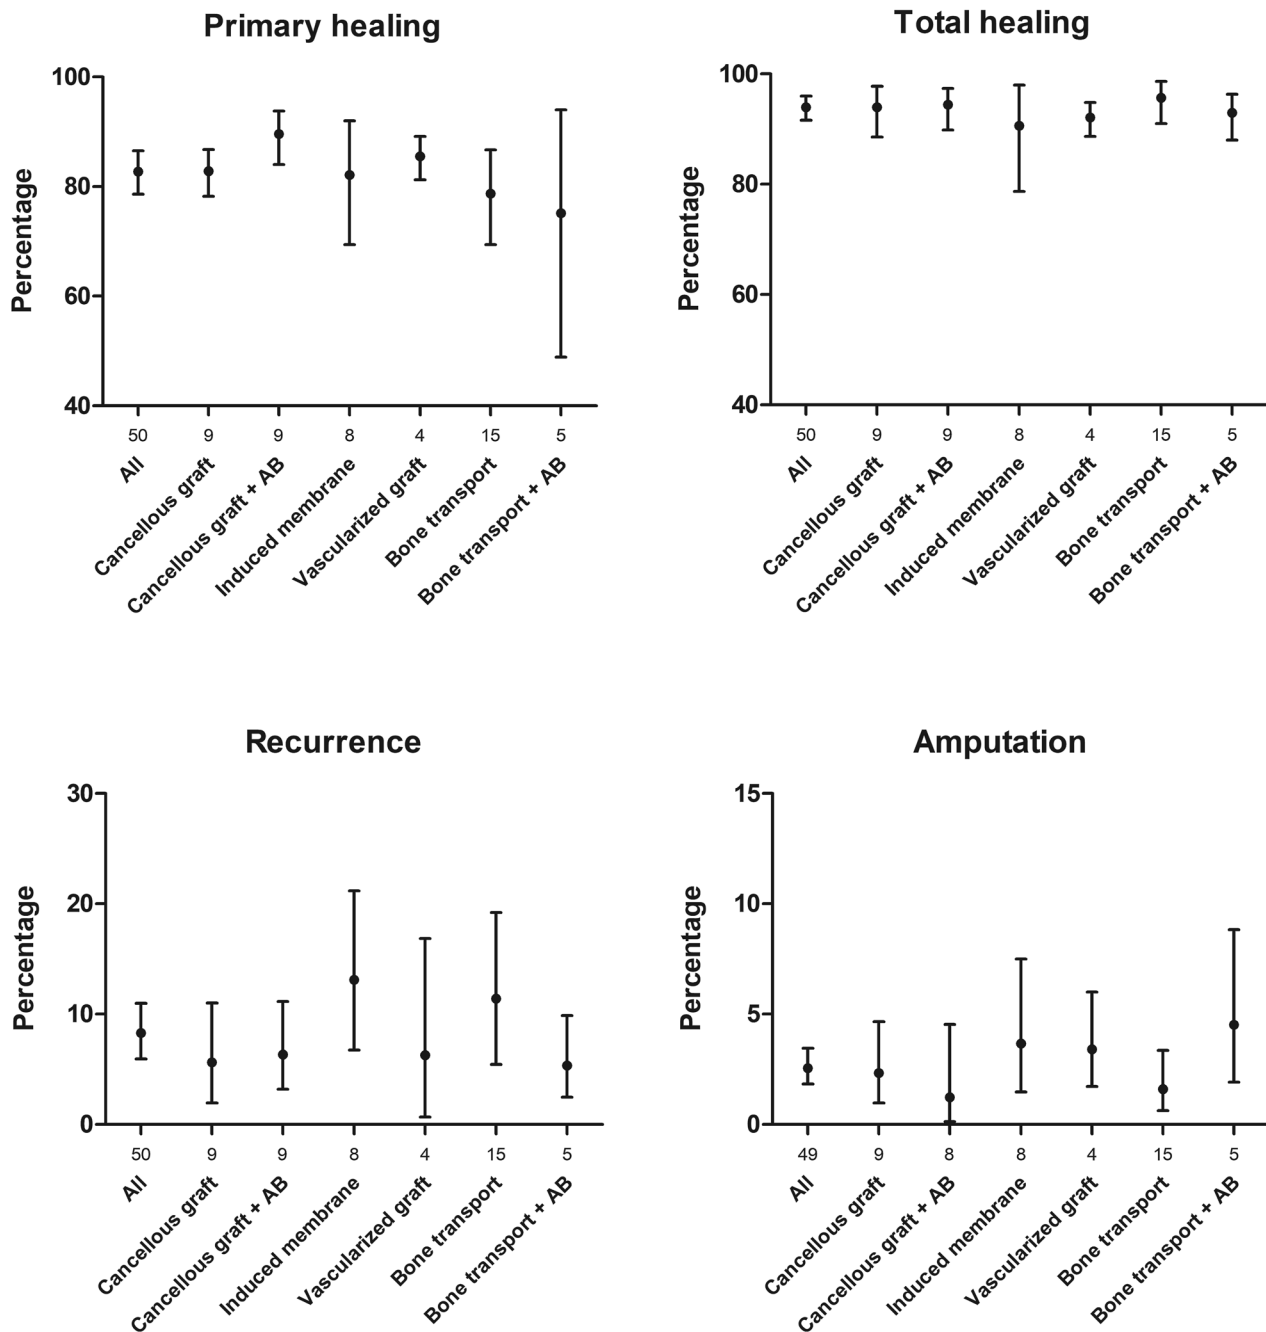 Primary healing
Percentage
100
80
60
40
50 9 9 8 4 15 5
All
Cancellous graft
Cancellous graft + AB
Induced membrane
Vascularized graft
Bone transport
Bone transport + AB
Total healing
Percentage
100
80
60
40
50 9 9 8 4 15 5
All
Cancellous graft
Cancellous graft + AB
Induced membrane
Vascularized graft
Bone transport
Bone transport + AB
Recurrence
Percentage
30
20
10
0
50 9 9 8 4 15 5
All
Cancellous graft
Cancellous graft + AB
Induced membrane
Vascularized graft
Bone transport
Bone transport + AB
Amputation
Percentage
15
10
5
0
49 9 8 8 4 15 5
All
Cancellous graft
Cancellous graft + AB
Induced membrane
Vascularized graft
Bone transport
Bone transport + AB